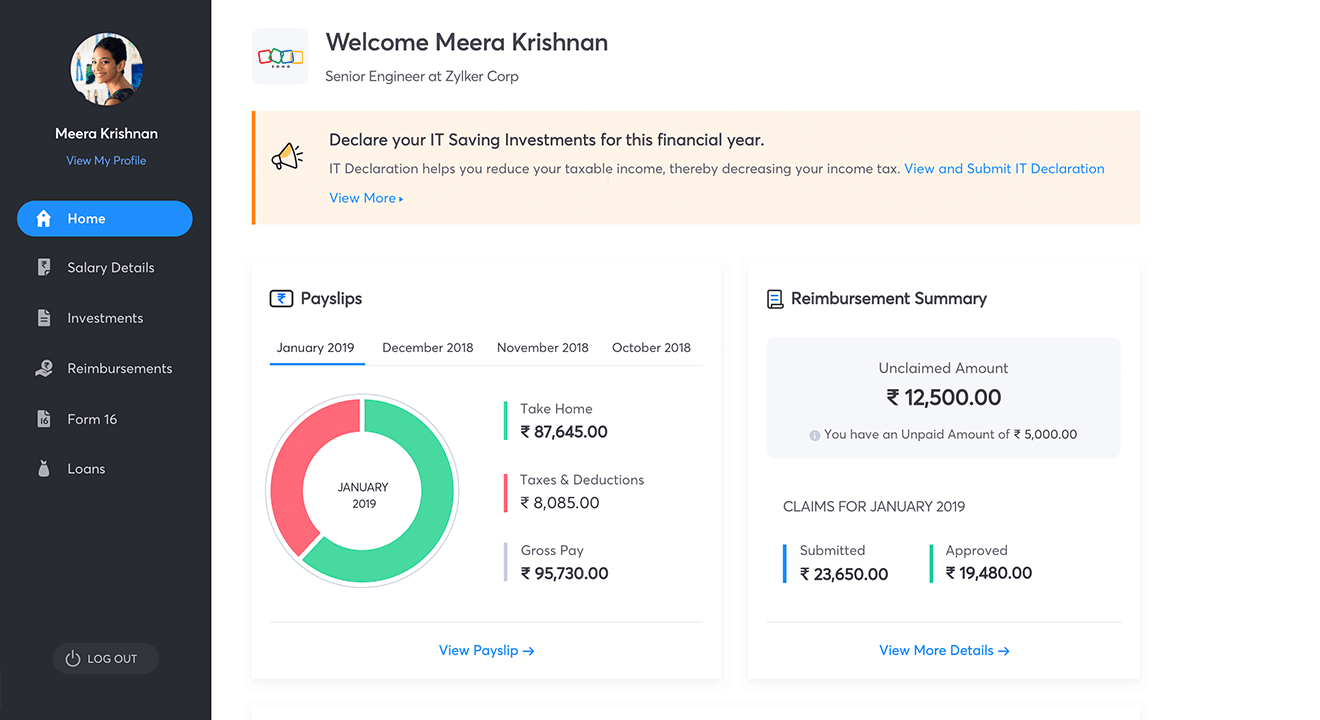 Meera Krishnan
View My Profile
Home
Salary Details
Investments
Reimbursements
16
Form 16
Loans
LOG OUT
ZOHO
Welcome Meera Krishnan
Senior Engineer at Zylker Corp
Declare your IT Saving Investments for this financial year.
IT Declaration helps you reduce your taxable income, thereby decreasing your income tax. View and Submit IT Declaration
View More ▸
₹ Payslips
January 2019 December 2018 November 2018 October 2018
JANUARY
2019
Take Home
₹ 87,645.00
Taxes & Deductions
₹ 8,085.00
Gross Pay
₹ 95,730.00
View Payslip →
Reimbursement Summary
Unclaimed Amount
₹ 12,500.00
You have an Unpaid Amount of ₹ 5,000.00
CLAIMS FOR JANUARY 2019
Submitted Approved
₹ 23,650.00 ₹ 19,480.00
View More Details →